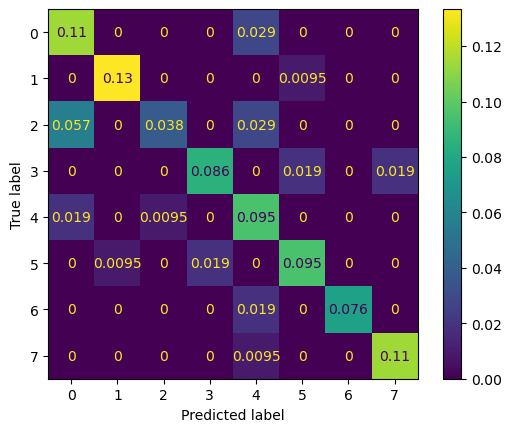 0 0.11 0 0 0 0.029 0 0 0
1 0 0.13 0 0 0 0.0095 0 0
2 0.057 0 0.038 0 0.029 0 0 0
3 0 0 0 0.086 0 0.019 0 0.019
4 0.019 0 0.0095 0 0.095 0 0 0
5 0 0.0095 0 0.019 0 0.095 0 0
6 0 0 0 0 0.019 0 0.076 0
7 0 0 0 0 0.0095 0 0 0.11
0 1 2 3 4 5 6 7
Predicted label
True label
0.12
0.10
0.08
0.06
0.04
0.02
0.00